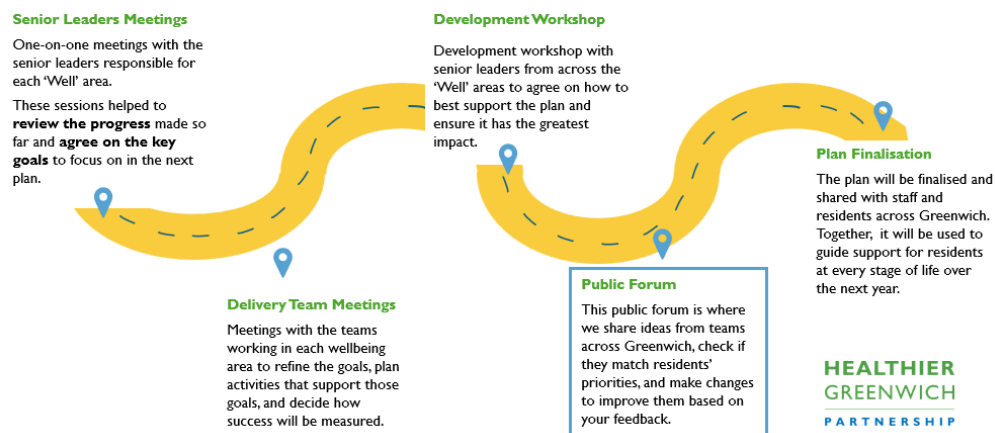 Senior Leaders Meetings
One-on-one meetings with the
senior leaders responsible for
each ‘Well’ area.
These sessions helped to
review the progress made so
far and agree on the key
goals to focus on in the next
plan.
Delivery Team Meetings
Meetings with the teams
working in each wellbeing
area to refine the goals, plan
activities that support those
goals, and decide how
success will be measured.
Development Workshop
Development workshop with
senior leaders from across the
‘Well’ areas to agree on how to
best support the plan and
ensure it has the greatest
impact.
Public Forum
This public forum is where
we share ideas from teams
across Greenwich, check if
they match residents’
priorities, and make changes
to improve them based on
your feedback.
Plan Finalisation
The plan will be finalised and
shared with staff and
residents across Greenwich.
Together, it will be used to
guide support for residents
at every stage of life over
the next year.
HEALTHIER
GREENWICH
PARTNERSHIP